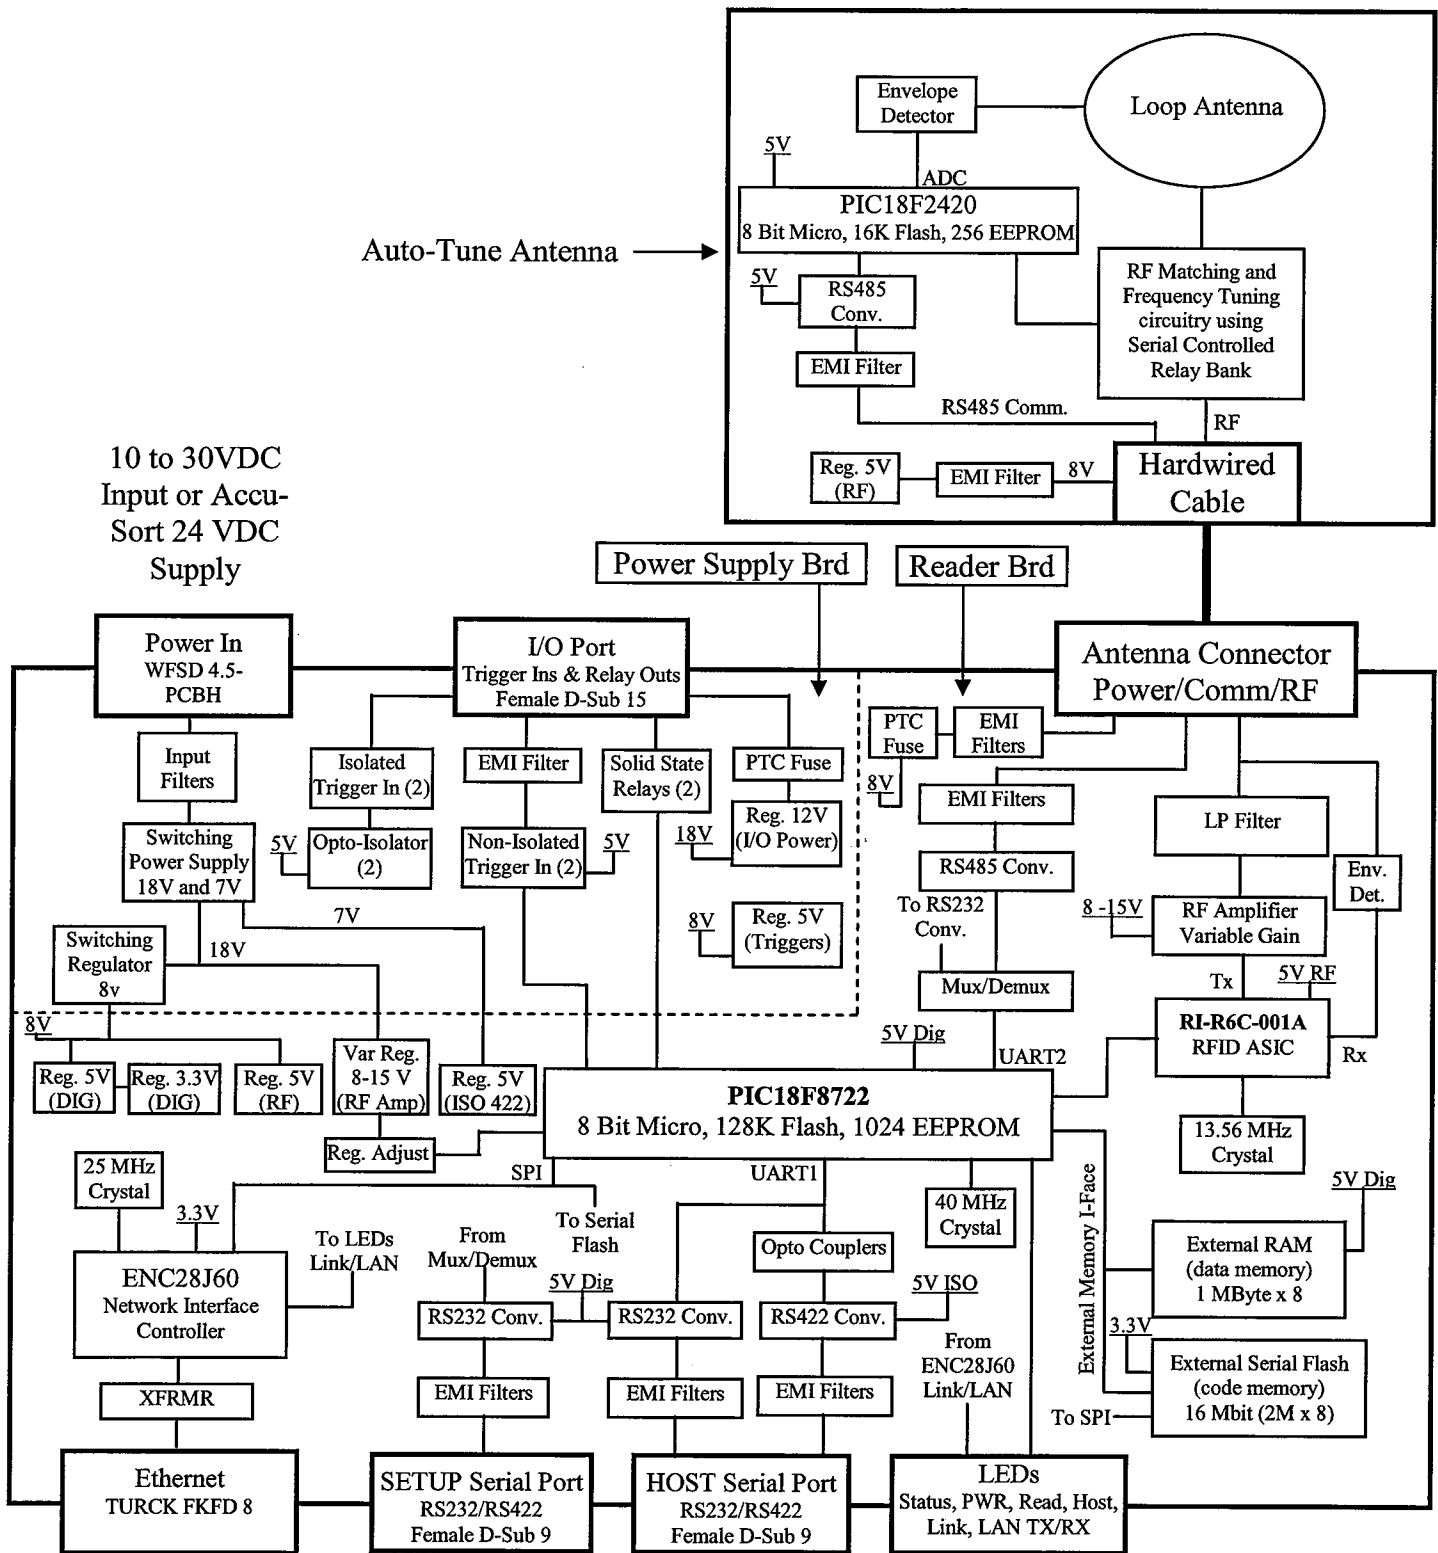 Envelope
Detector
Loop Antenna
5V
ADC
PIC18F2420
8 Bit Micro, 16K Flash, 256 EEPROM
Auto-Tune Antenna
5V
RS485
Conv.
RF Matching and
Frequency Tuning
circuitry using
Serial Controlled
Relay Bank
EMI Filter
RS485 Comm.
RF
Reg. 5V
(RF)
EMI Filter
8V
Hardwired
Cable
10 to 30VDC
Input or Accu-
Sort 24 VDC
Supply
Power Supply Brd
Reader Brd
Power In
WFSD 4.5-
PCBH
I/O Port
Trigger Ins & Relay Outs
Female D-Sub 15
Antenna Connector
Power/Comm/RF
Input
Filters
Isolated
Trigger In (2)
EMI Filter
Solid State
Relays (2)
PTC Fuse
PTC
Fuse
EMI
Filters
8V
EMI Filters
Switching
Power Supply
18V and 7V
5V
Opto-Isolator
(2)
Non-Isolated
Trigger In (2)
5V
18V
Reg. 12V
(I/O Power)
LP Filter
RS485 Conv.
Env.
Det.
To RS232
Conv.
8 -15V
RF Amplifier
Variable Gain
7V
18V
Switching
Regulator
8v
8V
Reg. 5V
(Triggers)
Mux/Demux
Tx
5V RF
RI-R6C-001A
RFID ASIC
Rx
8V
Reg. 5V
(DIG)
Reg. 3.3V
(DIG)
Reg. 5V
(RF)
Var Reg.
8-15 V
(RF Amp)
Reg. 5V
(ISO 422)
5V Dig
UART2
PIC18F8722
8 Bit Micro, 128K Flash, 1024 EEPROM
13.56 MHz
Crystal
Reg. Adjust
25 MHz
Crystal
SPI
UART1
40 MHz
Crystal
External Memory I-Face
5V Dig
3.3V
To LEDs
Link/LAN
From
Mux/Demux
To Serial
Flash
Opto Couplers
External RAM
(data memory)
1 MByte x 8
ENC28J60
Network Interface
Controller
5V Dig
5V ISO
RS232 Conv.
RS232 Conv.
RS422 Conv.
From
ENC28J60
Link/LAN
3.3V
External Serial Flash
(code memory)
16 Mbit (2M x 8)
To SPI
XFRMR
EMI Filters
EMI Filters
EMI Filters
Ethernet
TURCK FKFD 8
SETUP Serial Port
RS232/RS422
Female D-Sub 9
HOST Serial Port
RS232/RS422
Female D-Sub 9
LEDs
Status, PWR, Read, Host,
Link, LAN TX/RX